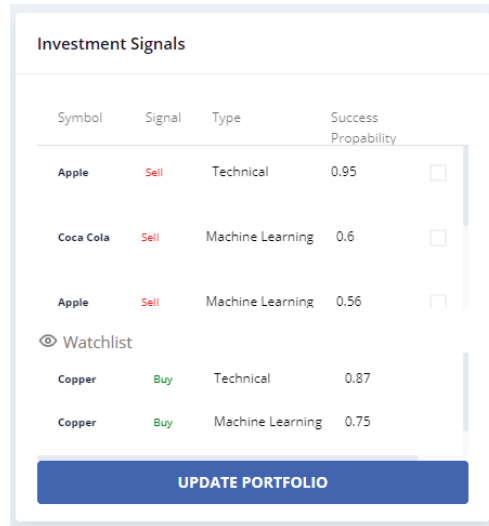 Investment Signals
Symbol Signal Type Success
Propability
Apple Sell Technical 0.95
Coca Cola Sell Machine Learning 0.6
Apple Sell Machine Learning 0.56
Watchlist
Copper Buy Technical 0.87
Copper Buy Machine Learning 0.75
UPDATE PORTFOLIO